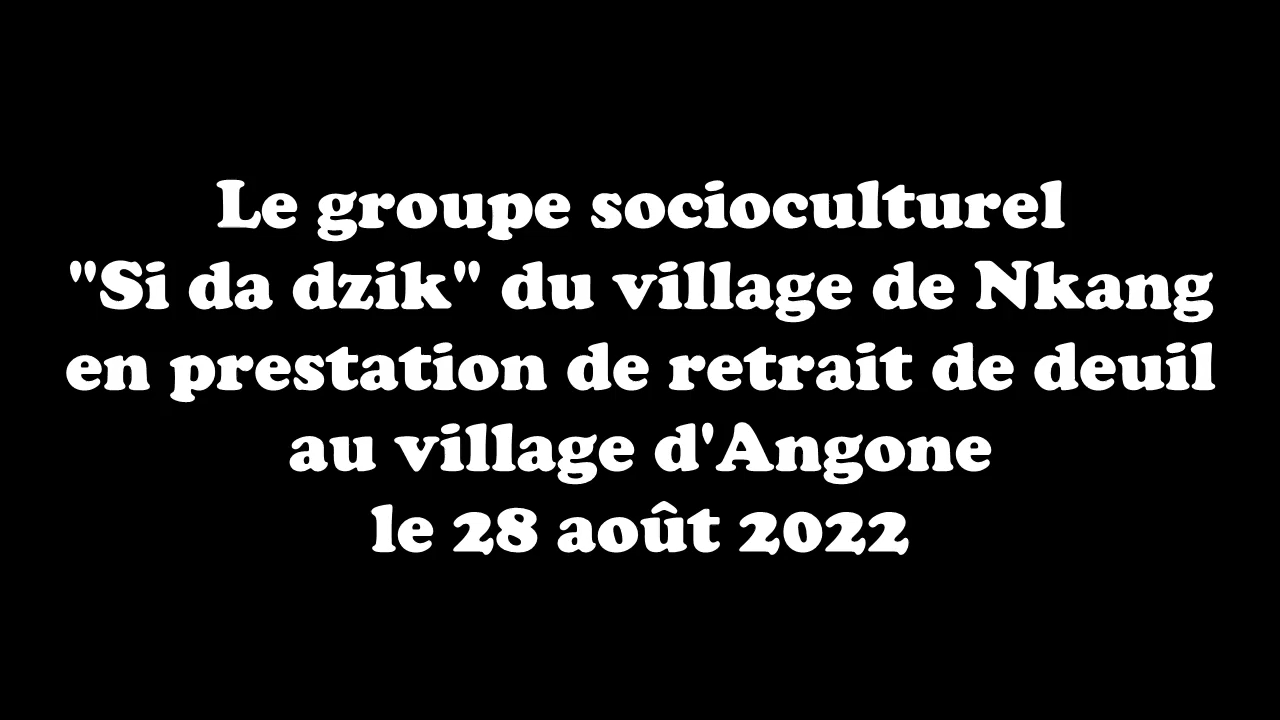 Le groupe socioculturel
"Si da dzik" du village de Nkang
en prestation de retrait de deuil
au village d'Angone
le 28 août 2022